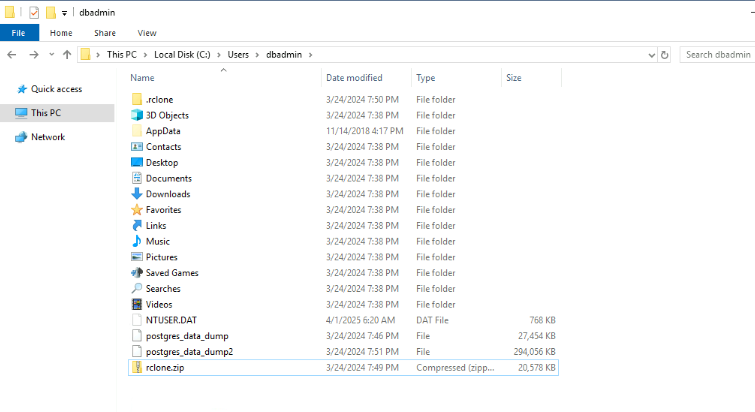 dbadmin
File Home Share View
This PC Local Disk (C:) Users dbadmin Search dbadmin
Quick access
This PC
Network
Name Date modified Type Size
.rclone 3/24/2024 7:50 PM File folder
3D Objects 3/24/2024 7:38 PM File folder
AppData 11/14/2018 4:17 PM File folder
Contacts 3/24/2024 7:38 PM File folder
Desktop 3/24/2024 7:38 PM File folder
Documents 3/24/2024 7:38 PM File folder
Downloads 3/24/2024 7:38 PM File folder
Favorites 3/24/2024 7:38 PM File folder
Links 3/24/2024 7:38 PM File folder
Music 3/24/2024 7:38 PM File folder
Pictures 3/24/2024 7:38 PM File folder
Saved Games 3/24/2024 7:38 PM File folder
Searches 3/24/2024 7:38 PM File folder
Videos 3/24/2024 7:38 PM File folder
NTUSER.DAT 4/1/2025 6:20 AM DAT File 768 KB
postgres_data_dump 3/24/2024 7:46 PM File 27,454 KB
postgres_data_dump2 3/24/2024 7:51 PM File 294,056 KB
rclone.zip 3/24/2024 7:49 PM Compressed (zipp... 20,578 KB